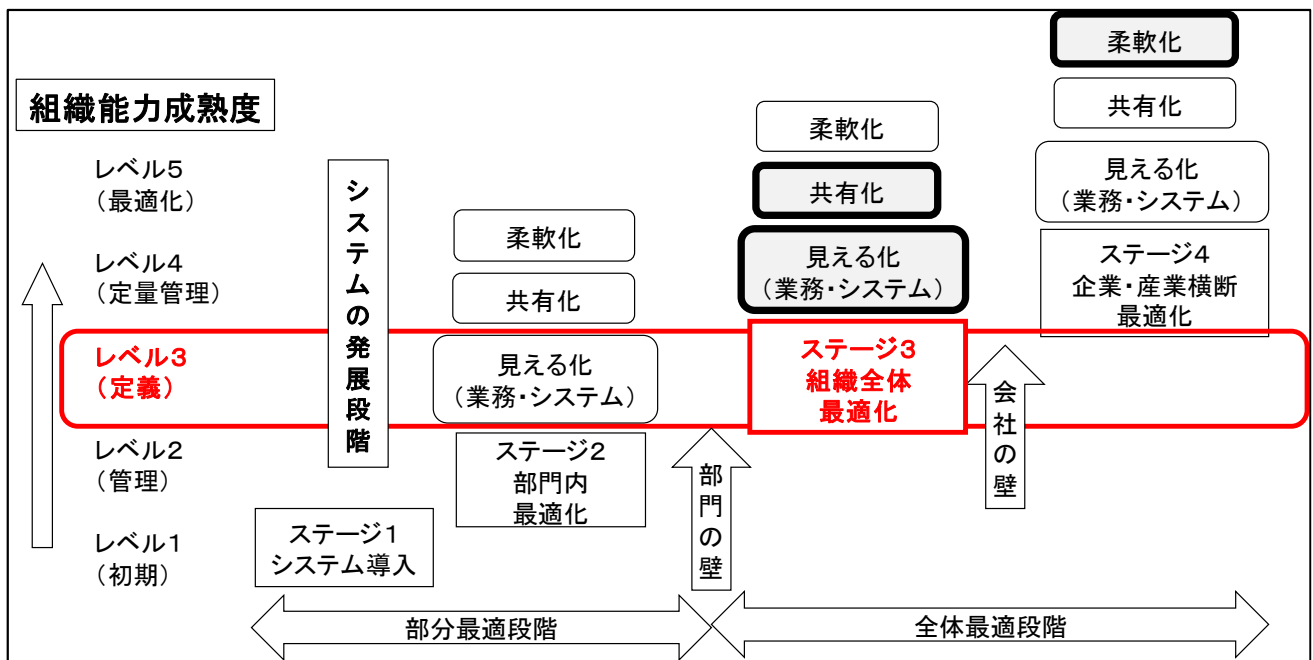 組織能力成熟度
レベル5
(最適化)
レベル4
(定量管理)
レベル3
(定義)
レベル2
(管理)
レベル1
(初期)
システムの発展段階
ステージ1
システム導入
柔軟化
共有化
見える化
(業務・システム)
ステージ2
部門内
最適化
部門の壁
柔軟化
共有化
見える化
(業務・システム)
ステージ3
組織全体
最適化
会社の壁
柔軟化
共有化
見える化
(業務・システム)
ステージ4
企業・産業横断
最適化
部分最適段階
全体最適段階